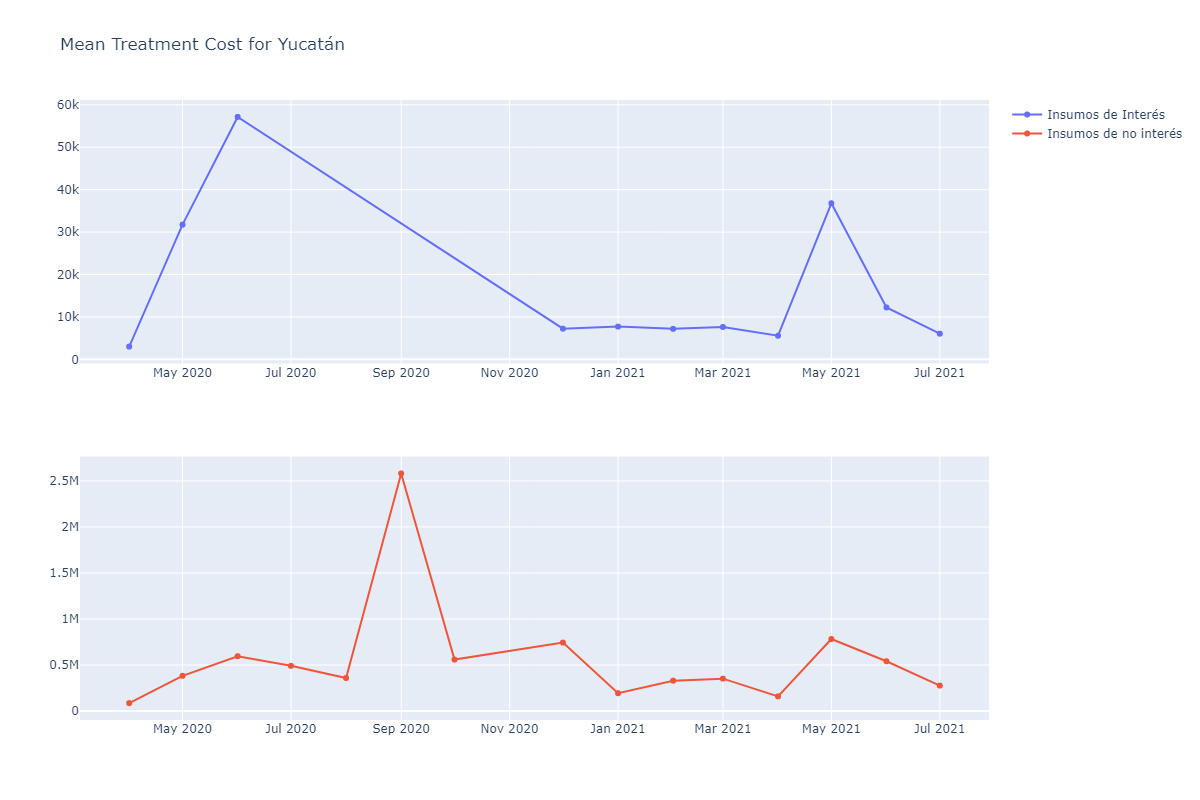 Mean Treatment Cost for Yucatán
Insumos de Interés
Insumos de no interés
60k
50k
40k
30k
20k
10k
0
May 2020 Jul 2020 Sep 2020 Nov 2020 Jan 2021 Mar 2021 May 2021 Jul 2021
2.5M
2M
1.5M
1M
0.5M
0
May 2020 Jul 2020 Sep 2020 Nov 2020 Jan 2021 Mar 2021 May 2021 Jul 2021